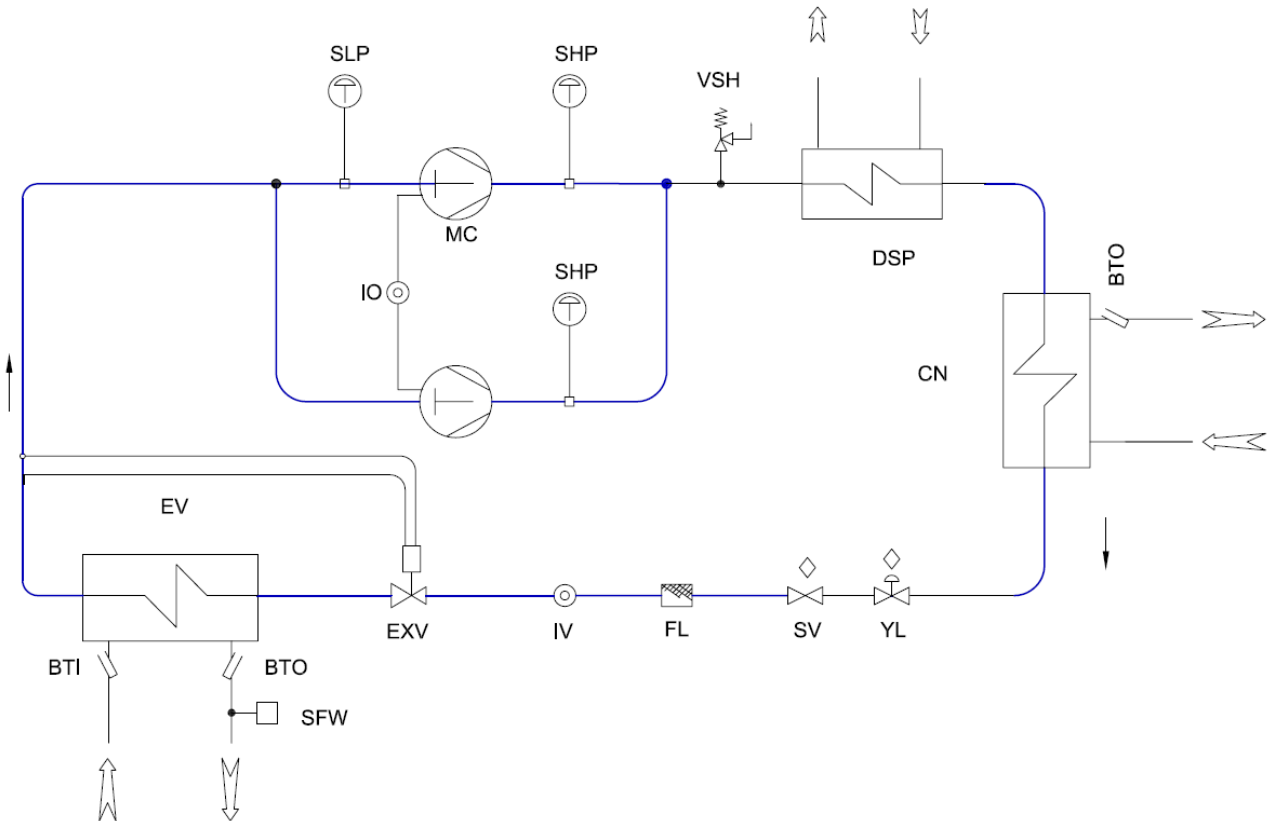 SLP
SHP
VSH
MC
DSP
BTO
IO
SHP
CN
EV
EXV
IV
FL
SV
YL
BTI
BTO
SFW